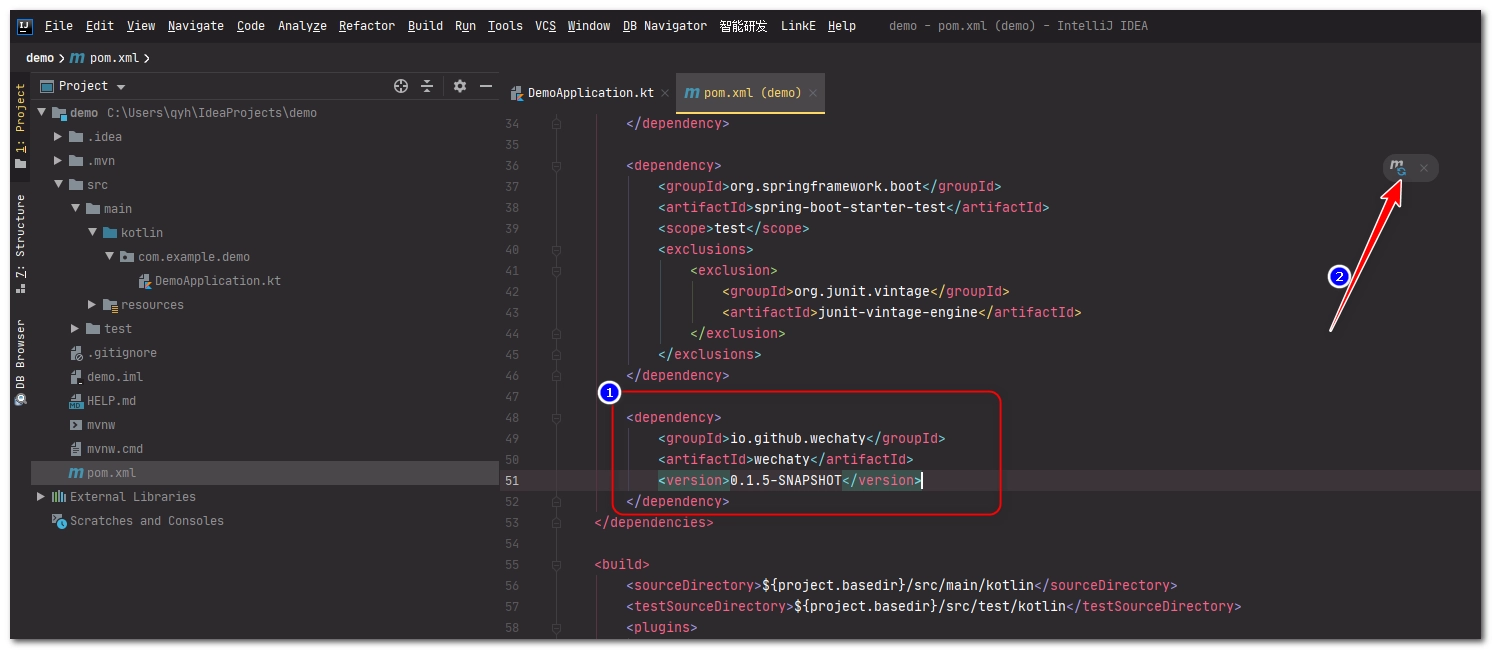 File Edit View Navigate Code Analyze Refactor Build Run Tools VCS Window DB Navigator 智能研发 LinkE Help demo - pom.xml (demo) - IntelliJ IDEA
demo pom.xml
Project
DemoApplication.kt
pom.xml (demo)
1: Project
7: Structure
DB Browser
demo C:\Users\qyh\IdeaProjects\demo
.idea
.mvn
src
main
kotlin
com.example.demo
DemoApplication.kt
resources
test
.gitignore
demo.iml
HELP.md
mvnw
mvnw.cmd
pom.xml
External Libraries
Scratches and Consoles
34 </dependency>
35
36 <dependency>
37 <groupId>org.springframework.boot</groupId>
38 <artifactId>spring-boot-starter-test</artifactId>
39 <scope>test</scope>
40 <exclusions>
41 <exclusion>
42 <groupId>org.junit.vintage</groupId>
43 <artifactId>junit-vintage-engine</artifactId>
44 </exclusion>
45 </exclusions>
46 </dependency>
47
48 <dependency>
49 <groupId>io.github.wechaty</groupId>
50 <artifactId>wechaty</artifactId>
51 <version>0.1.5-SNAPSHOT</version>
52 </dependency>
53 </dependencies>
54
55 <build>
56 <sourceDirectory>${project.basedir}/src/main/kotlin</sourceDirectory>
57 <testSourceDirectory>${project.basedir}/src/test/kotlin</testSourceDirectory>
58 <plugins>
1
2